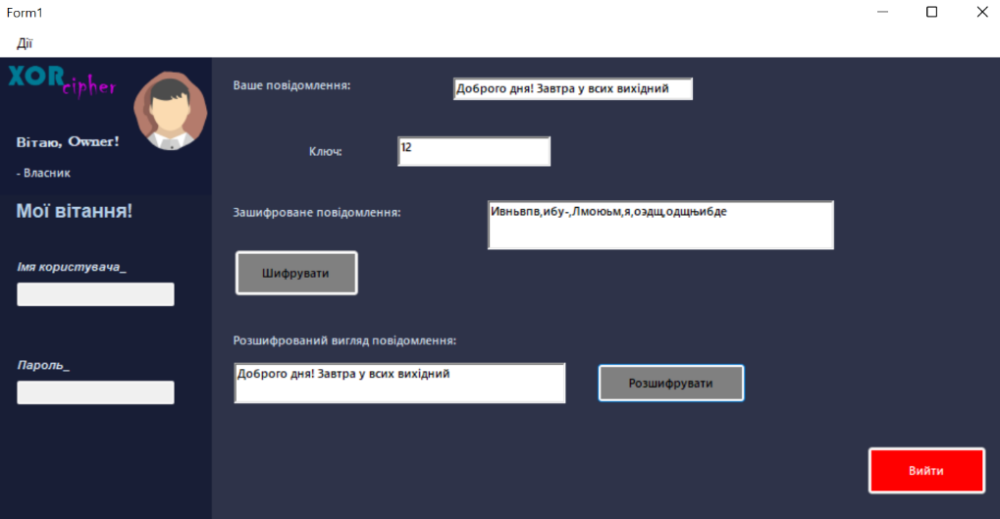 Form1
Дії
XOR
cipher
Вітаю, Owner!
- Власник
Мої вітання!
Імя користувача_
Пароль_
Ваше повідомлення:
Доброго дня! Завтра у всих вихідний
Ключ:
12
Зашифроване повідомлення:
Ивньвпв,ибу-,Лмоюьм,я,оэдщ,одщњибде
Шифрувати
Розшифрований вигляд повідомлення:
Доброго дня! Завтра у всих вихідний
Розшифрувати
Вийти